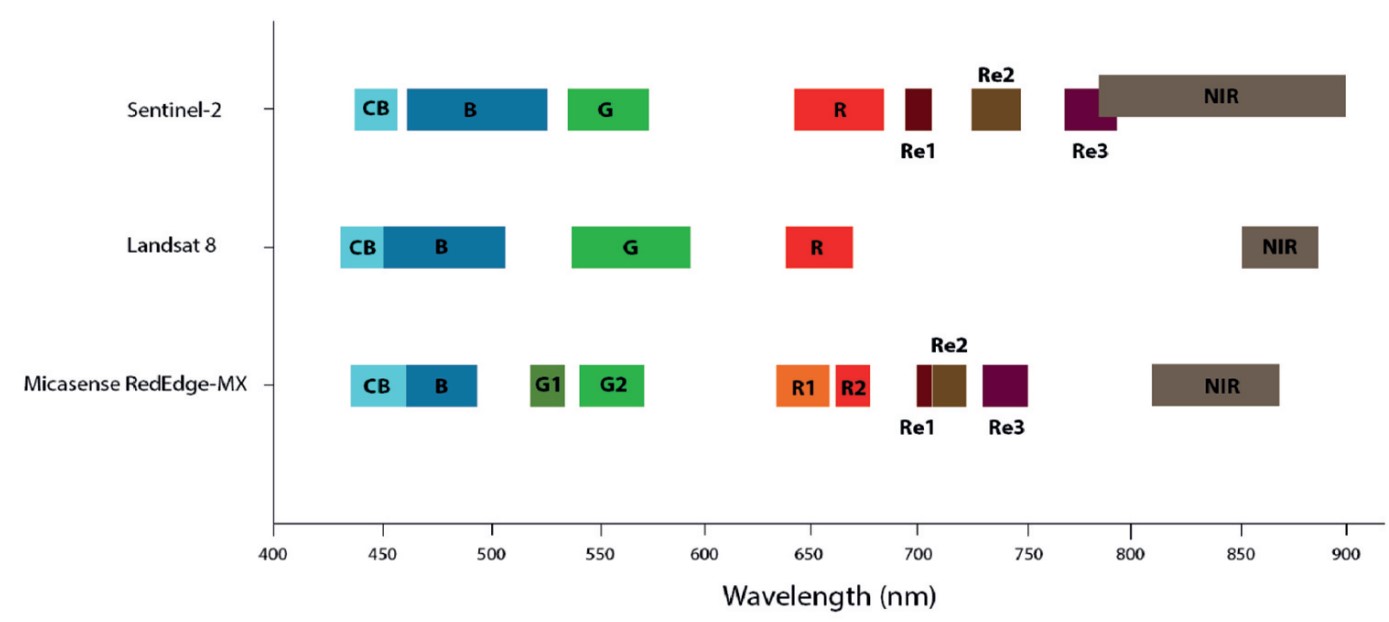 Re2
Sentinel-2 CB B G R NIR
Re1 Re3
Landsat 8 CB B G R NIR
Re2
Micasense RedEdge-MX CB B G1 G2 R1 R2 NIR
Re1 Re3
400 450 500 550 600 650 700 750 800 850 900
Wavelength (nm)